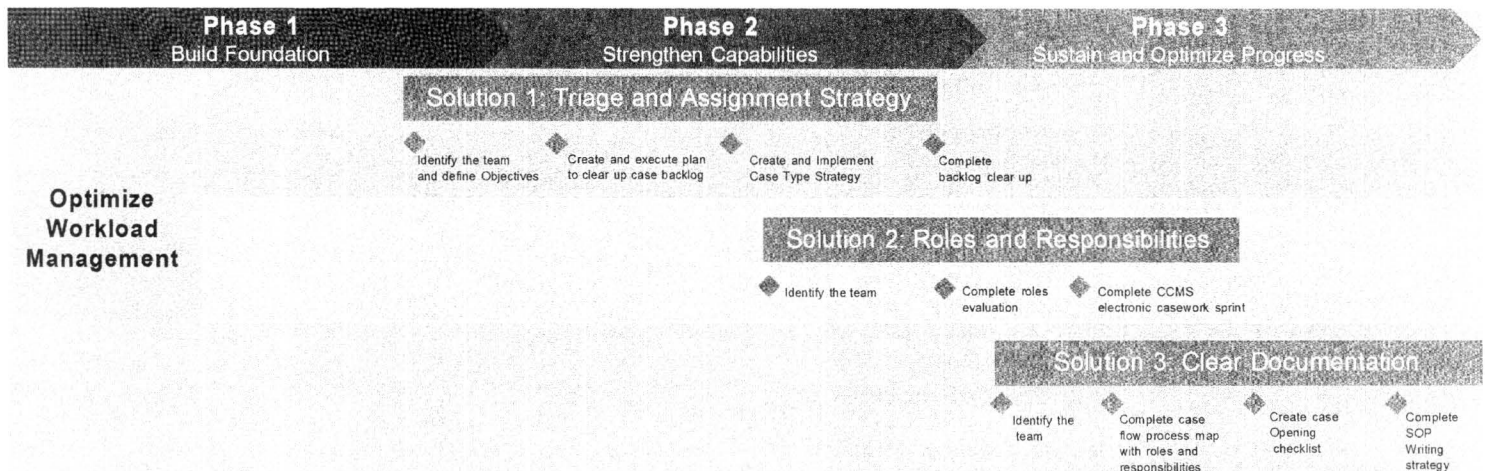 Phase 1
Build Foundation
Phase 2
Strengthen Capabilities
Phase 3
Sustain and Optimize Progress
Solution 1: Triage and Assignment Strategy
Identify the team
and define Objectives
Create and execute plan
to clear up case backlog
Create and Implement
Case Type Strategy
Complete
backlog clear up
Optimize
Workload
Management
Solution 2: Roles and Responsibilities
Identify the team
Complete roles
evaluation
Complete CCMS
electronic casework sprint
Solution 3: Clear Documentation
Identify the
team
Complete case
flow process map
with roles and
responsibilities
Create case
Opening
checklist
Complete
SOP
Writing
strategy